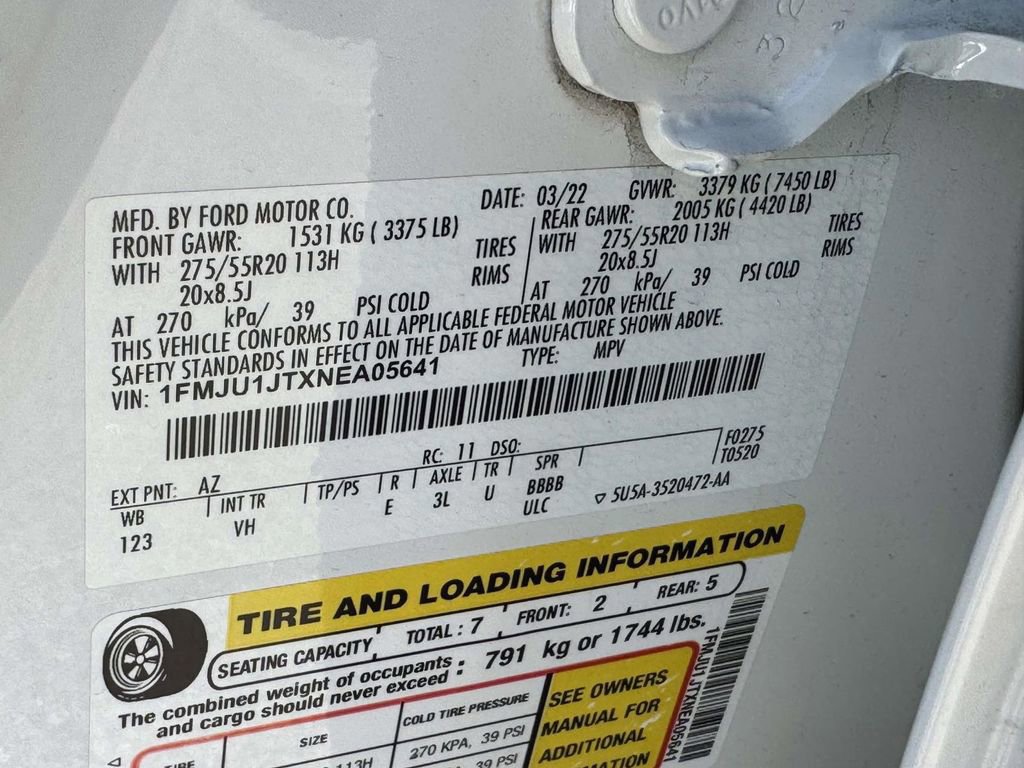 MFD. BY FORD MOTOR CO. DATE: 03/22 GVWR: 3379 KG ( 7450 LB)
FRONT GAWR: 1531 KG ( 3375 LB) REAR GAWR: 2005 KG ( 4420 LB)
WITH 275/55R20 113H TIRES WITH 275/55R20 113H TIRES
20x8.5J RIMS 20x8.5J RIMS
AT 270 kPa/ 39 PSI COLD AT 270 kPa/ 39 PSI COLD
THIS VEHICLE CONFORMS TO ALL APPLICABLE FEDERAL MOTOR VEHICLE
SAFETY STANDARDS IN EFFECT ON THE DATE OF MANUFACTURE SHOWN ABOVE.
VIN: 1FMJU1JTXNEA05641 TYPE: MPV
EXT PNT: AZ RC: 11 DSO: F0275
WB INT TR TP/PS R AXLE TR SPR T0520
123 VH E 3L U BBBB
ULC 5U5A-3520472-AA
TIRE AND LOADING INFORMATION
SEATING CAPACITY TOTAL : 7 FRONT: 2 REAR: 5
The combined weight of occupants and cargo should never exceed : 791 kg or 1744 lbs.
1FMJU1JTXNEA05641
TIRE SIZE COLD TIRE PRESSURE
113H 270 KPA, 39 PSI
39 PSI
SEE OWNERS
MANUAL FOR
ADDITIONAL